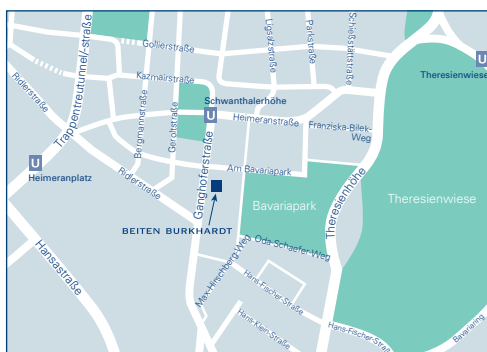 Ligsalzstraße
Parkstraße
Schießstättstraße
Gollierstraße
Trappentreutunnel/-straße
Ridlerstraße
Kazmairstraße
U
Theresienwiese
Bergmannstraße
Geroltstraße
Schwanthalerhöhe
U
Heimeranstraße
Franziska-Bilek-
Weg
U
Heimeranplatz
Ridlerstraße
Ganghoferstraße
Am Bavariapark
Bavariapark
Theresienhöhe
Theresienwiese
BEITEN BURKHARDT
Hansastraße
Max-Hirschberg-Weg
Oda-Schaefer-Weg
Hans-Fischer-Straße
Hans-Klein-Straße
Hans-Fischer-Straße
Bavariaring